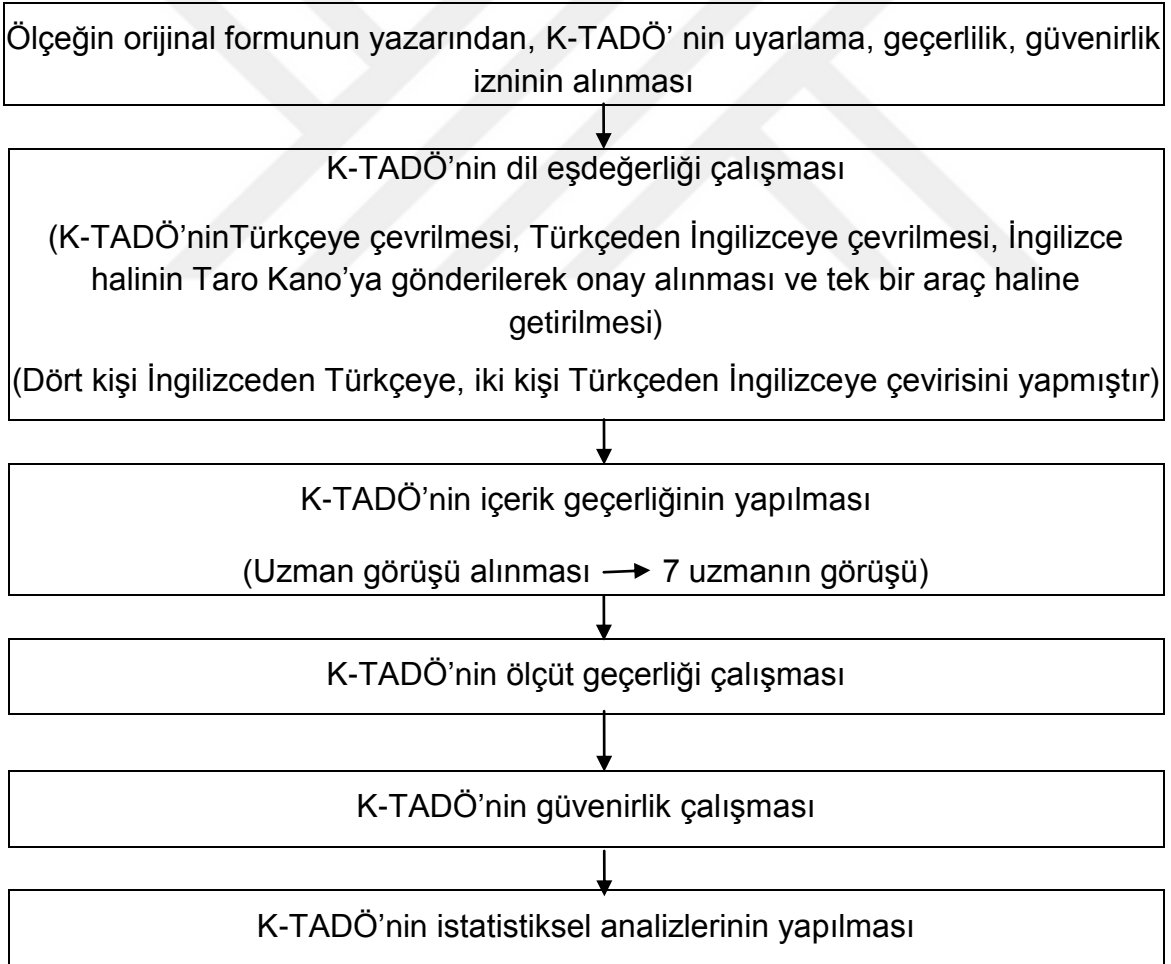 Ölçeğin orijinal formunun yazarından, K-TADÖ' nin uyarlama, geçerlilik, güvenirlik
izninin alınması
K-TADÖ’nin dil eşdeğerliği çalışması
(K-TADÖ’ninTürkçeye çevrilmesi, Türkçeden İngilizceye çevrilmesi, İngilizce
halinin Taro Kano’ya gönderilerek onay alınması ve tek bir araç haline
getirilmesi)
(Dört kişi İngilizceden Türkçeye, iki kişi Türkçeden İngilizceye çevirisini yapmıştır)
K-TADÖ’nin içerik geçerliğinin yapılması
(Uzman görüşü alınması → 7 uzmanın görüşü)
K-TADÖ’nin ölçüt geçerliği çalışması
K-TADÖ’nin güvenirlik çalışması
K-TADÖ’nin istatistiksel analizlerinin yapılması